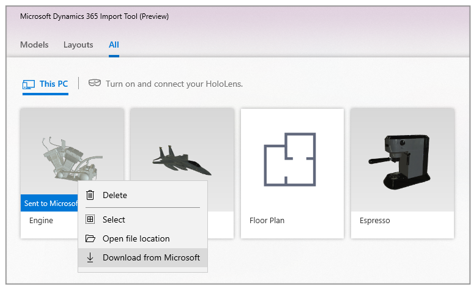 Microsoft Dynamics 365 Import Tool (Preview)
Models Layouts All
This PC Turn on and connect your HoloLens.
Sent to Microsof
Engine
Floor Plan
Espresso
Delete
Select
Open file location
Download from Microsoft